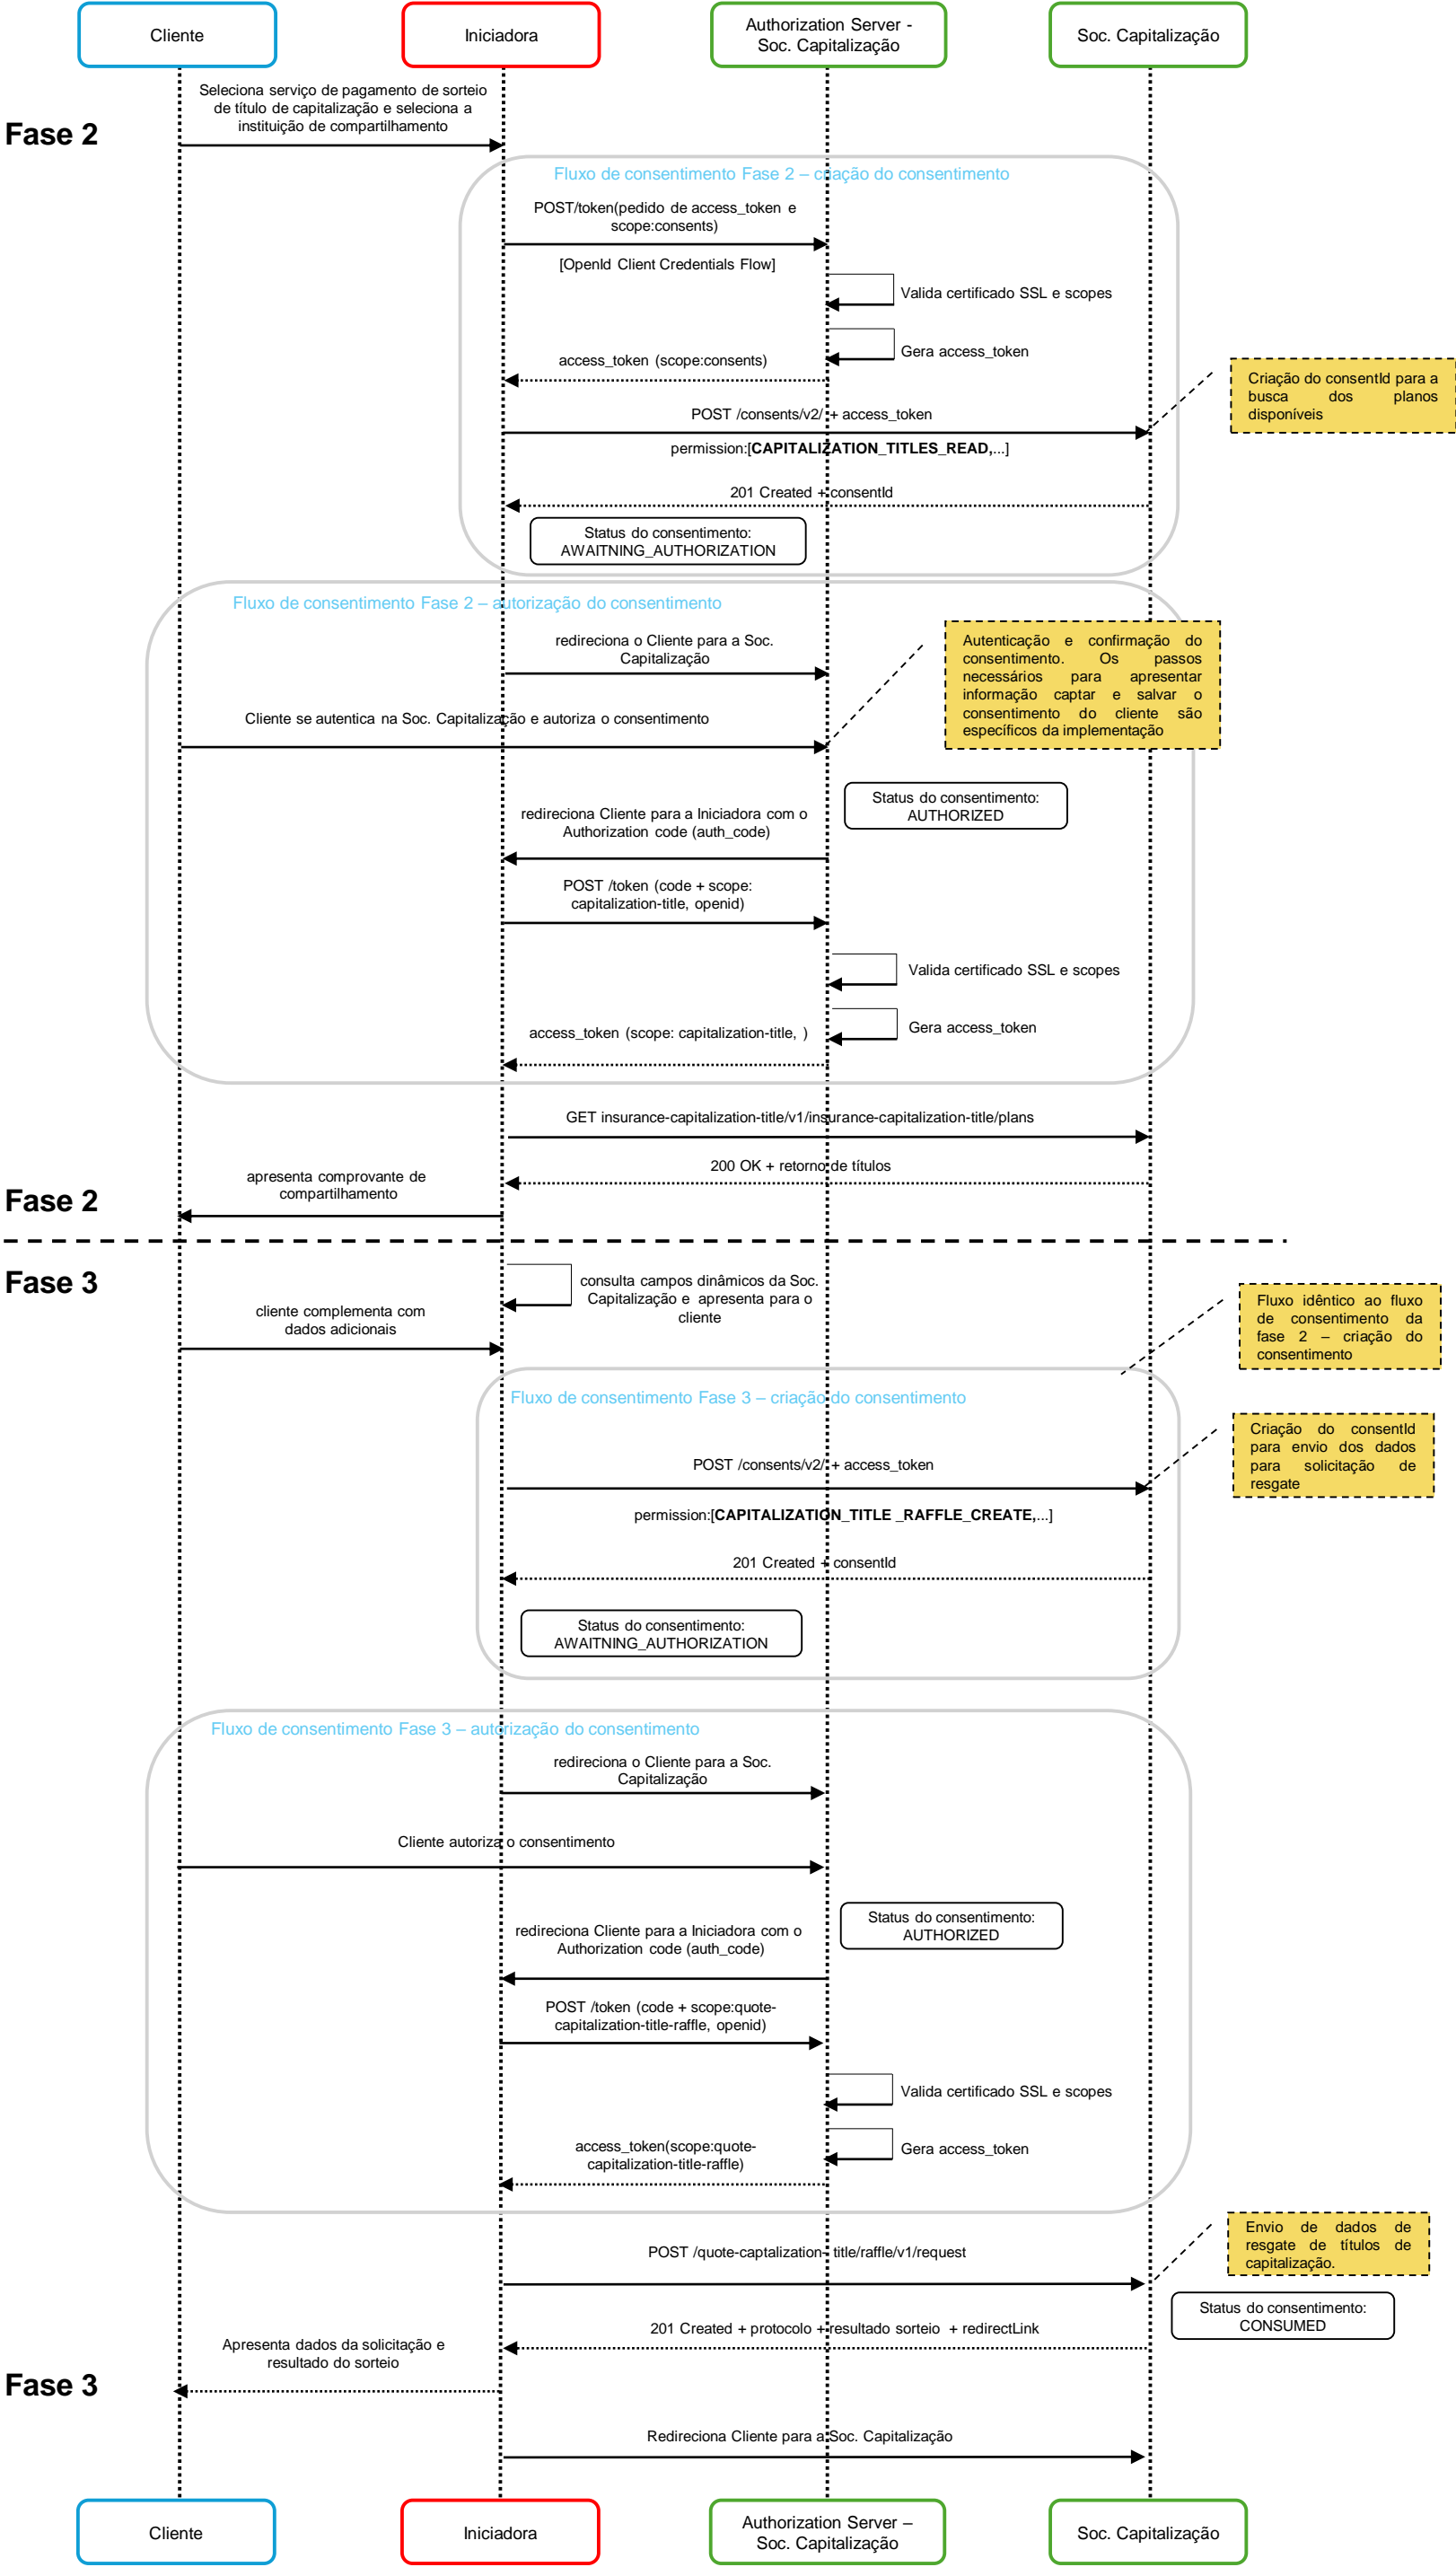 Cliente
Iniciadora
Authorization Server -
Soc. Capitalização
Soc. Capitalização
Seleciona serviço de pagamento de sorteio
de título de capitalização e seleciona a
instituição de compartilhamento
Fase 2
Fluxo de consentimento Fase 2 – criação do consentimento
POST/token(pedido de access_token e
scope:consents)
[OpenId Client Credentials Flow]
Valida certificado SSL e scopes
Gera access_token
access_token (scope:consents)
Criação do consentId para a
busca dos planos
disponíveis
POST /consents/v2/ + access_token
permission:[CAPITALIZATION_TITLES_READ,...]
201 Created + consentId
Status do consentimento:
AWAITNING_AUTHORIZATION
Fluxo de consentimento Fase 2 – autorização do consentimento
redireciona o Cliente para a Soc.
Capitalização
Autenticação e confirmação do
consentimento. Os passos
necessários para apresentar
informação captar e salvar o
consentimento do cliente são
específicos da implementação
Cliente se autentica na Soc. Capitalização e autoriza o consentimento
Status do consentimento:
AUTHORIZED
redireciona Cliente para a Iniciadora com o
Authorization code (auth_code)
POST /token (code + scope:
capitalization-title, openid)
Valida certificado SSL e scopes
Gera access_token
access_token (scope: capitalization-title, )
GET insurance-capitalization-title/v1/insurance-capitalization-title/plans
200 OK + retorno de títulos
apresenta comprovante de
compartilhamento
Fase 2
Fase 3
consulta campos dinâmicos da Soc.
Capitalização e apresenta para o
cliente
cliente complementa com
dados adicionais
Fluxo idêntico ao fluxo
de consentimento da
fase 2 – criação do
consentimento
Fluxo de consentimento Fase 3 – criação do consentimento
Criação do consentId
para envio dos dados
para solicitação de
resgate
POST /consents/v2/ + access_token
permission:[CAPITALIZATION_TITLE _RAFFLE_CREATE,...]
201 Created + consentId
Status do consentimento:
AWAITNING_AUTHORIZATION
Fluxo de consentimento Fase 3 – autorização do consentimento
redireciona o Cliente para a Soc.
Capitalização
Cliente autoriza o consentimento
Status do consentimento:
AUTHORIZED
redireciona Cliente para a Iniciadora com o
Authorization code (auth_code)
POST /token (code + scope:quote-
capitalization-title-raffle, openid)
Valida certificado SSL e scopes
Gera access_token
access_token(scope:quote-
capitalization-title-raffle)
Envio de dados de
resgate de títulos de
capitalização.
POST /quote-captalization- title/raffle/v1/request
Status do consentimento:
CONSUMED
201 Created + protocolo + resultado sorteio + redirectLink
Apresenta dados da solicitação e
resultado do sorteio
Fase 3
Redireciona Cliente para a Soc. Capitalização
Cliente
Iniciadora
Authorization Server –
Soc. Capitalização
Soc. Capitalização